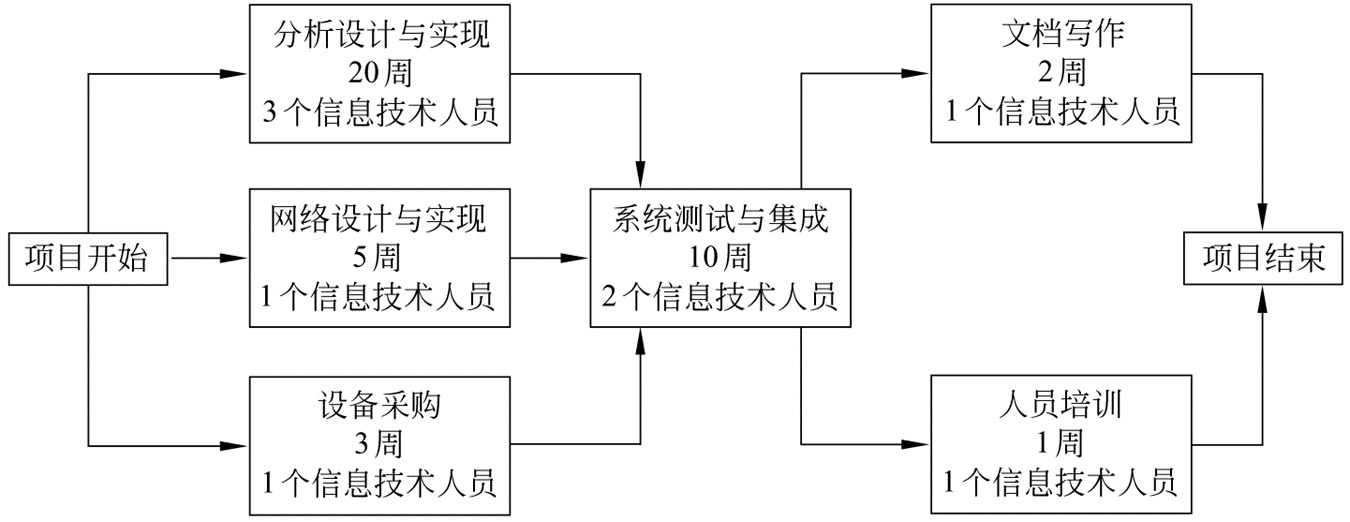 项目开始
分析设计与实现
20周
3个信息技术人员
网络设计与实现
5周
1个信息技术人员
设备采购
3周
1个信息技术人员
系统测试与集成
10周
2个信息技术人员
文档写作
2周
1个信息技术人员
人员培训
1周
1个信息技术人员
项目结束